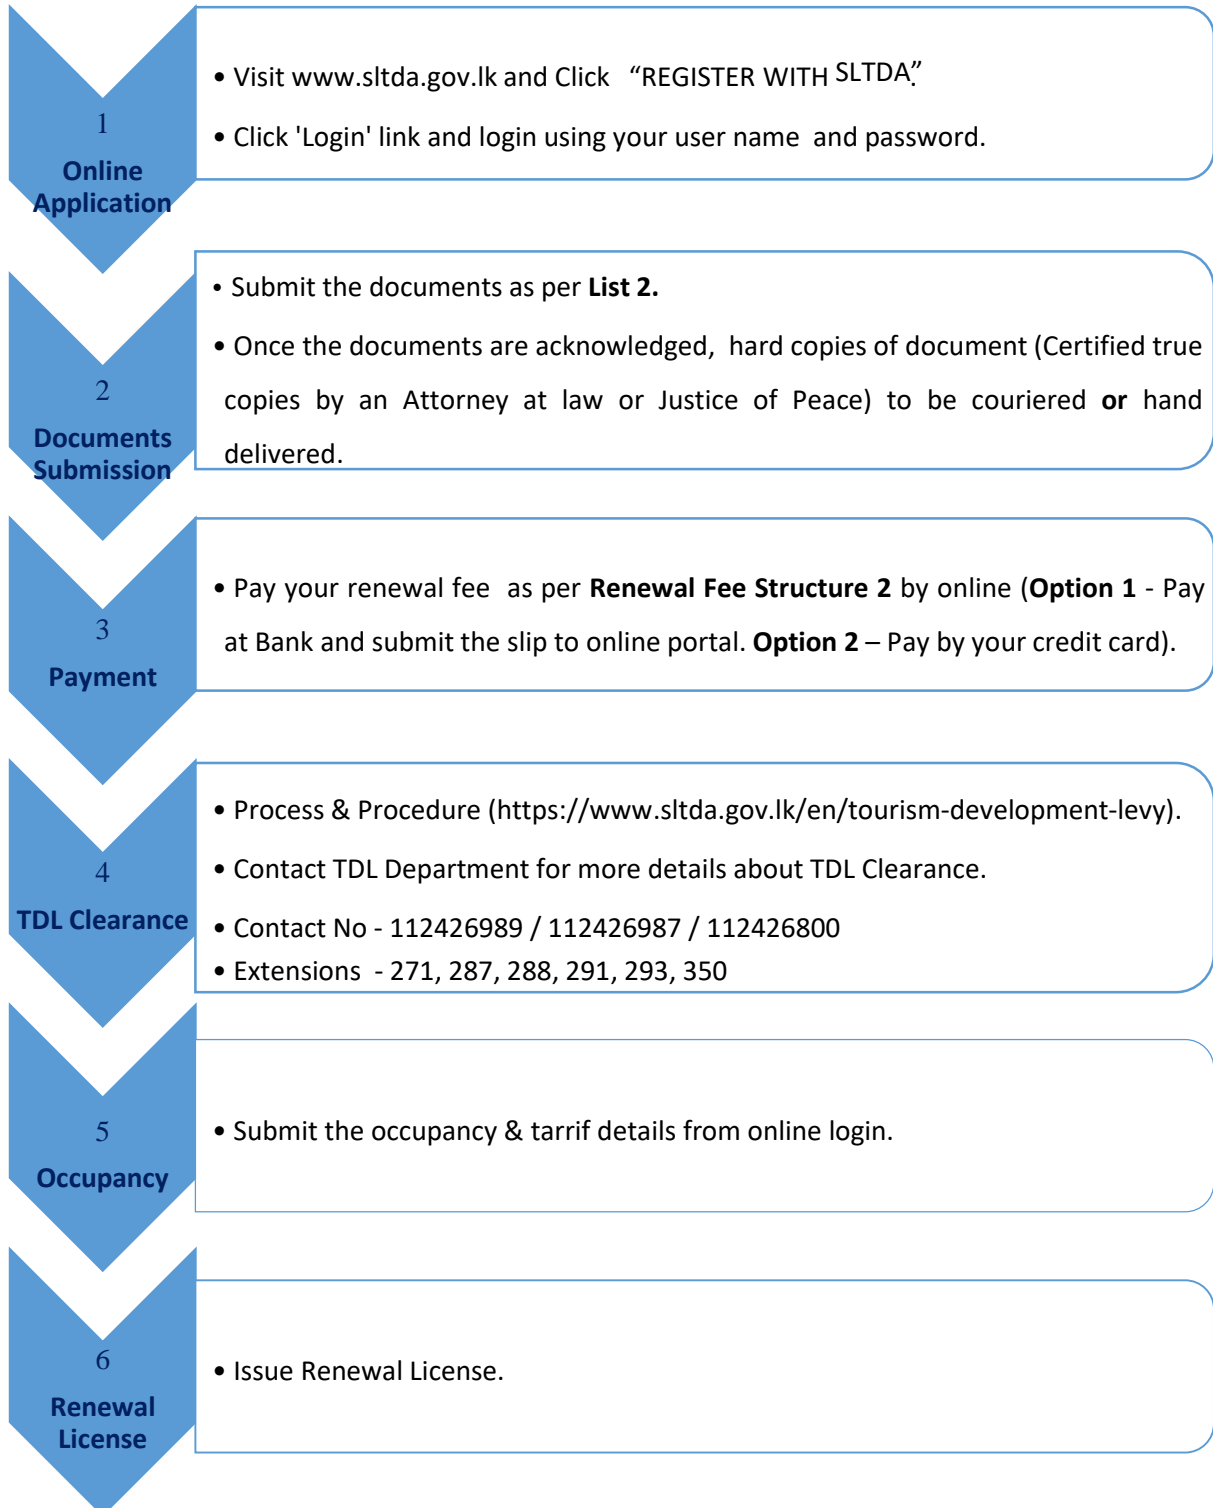 1
Online
Application
• Visit www.sltda.gov.lk and Click “REGISTER WITH SLTDA”.
• Click 'Login' link and login using your user name and password.
2
Documents
Submission
• Submit the documents as per List 2.
• Once the documents are acknowledged, hard copies of document (Certified true
copies by an Attorney at law or Justice of Peace) to be couriered or hand
delivered.
3
Payment
• Pay your renewal fee as per Renewal Fee Structure 2 by online (Option 1 - Pay
at Bank and submit the slip to online portal. Option 2 – Pay by your credit card).
4
TDL Clearance
• Process & Procedure (https://www.sltda.gov.lk/en/tourism-development-levy).
• Contact TDL Department for more details about TDL Clearance.
• Contact No - 112426989 / 112426987 / 112426800
• Extensions - 271, 287, 288, 291, 293, 350
5
Occupancy
• Submit the occupancy & tarrif details from online login.
6
Renewal
License
• Issue Renewal License.